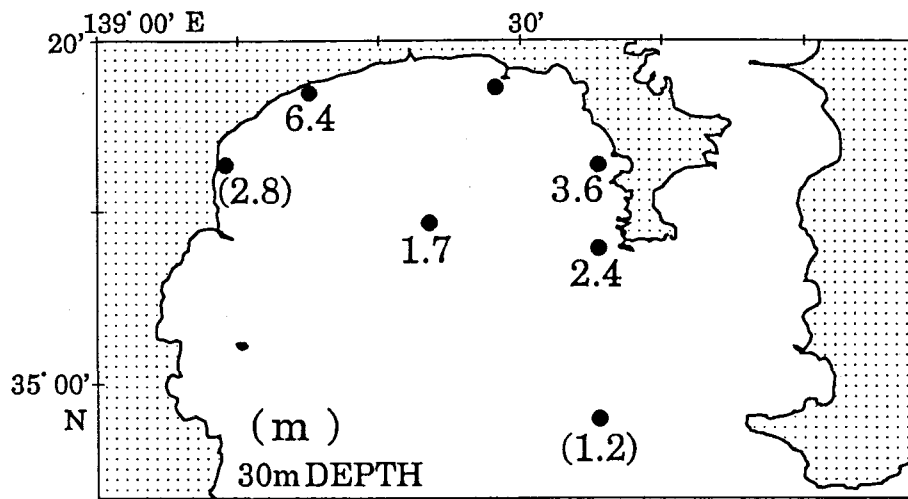 139° 00' E
30'
20'
6.4
(2.8)
3.6
1.7
2.4
35° 00'
N
(m)
(1.2)
30m DEPTH